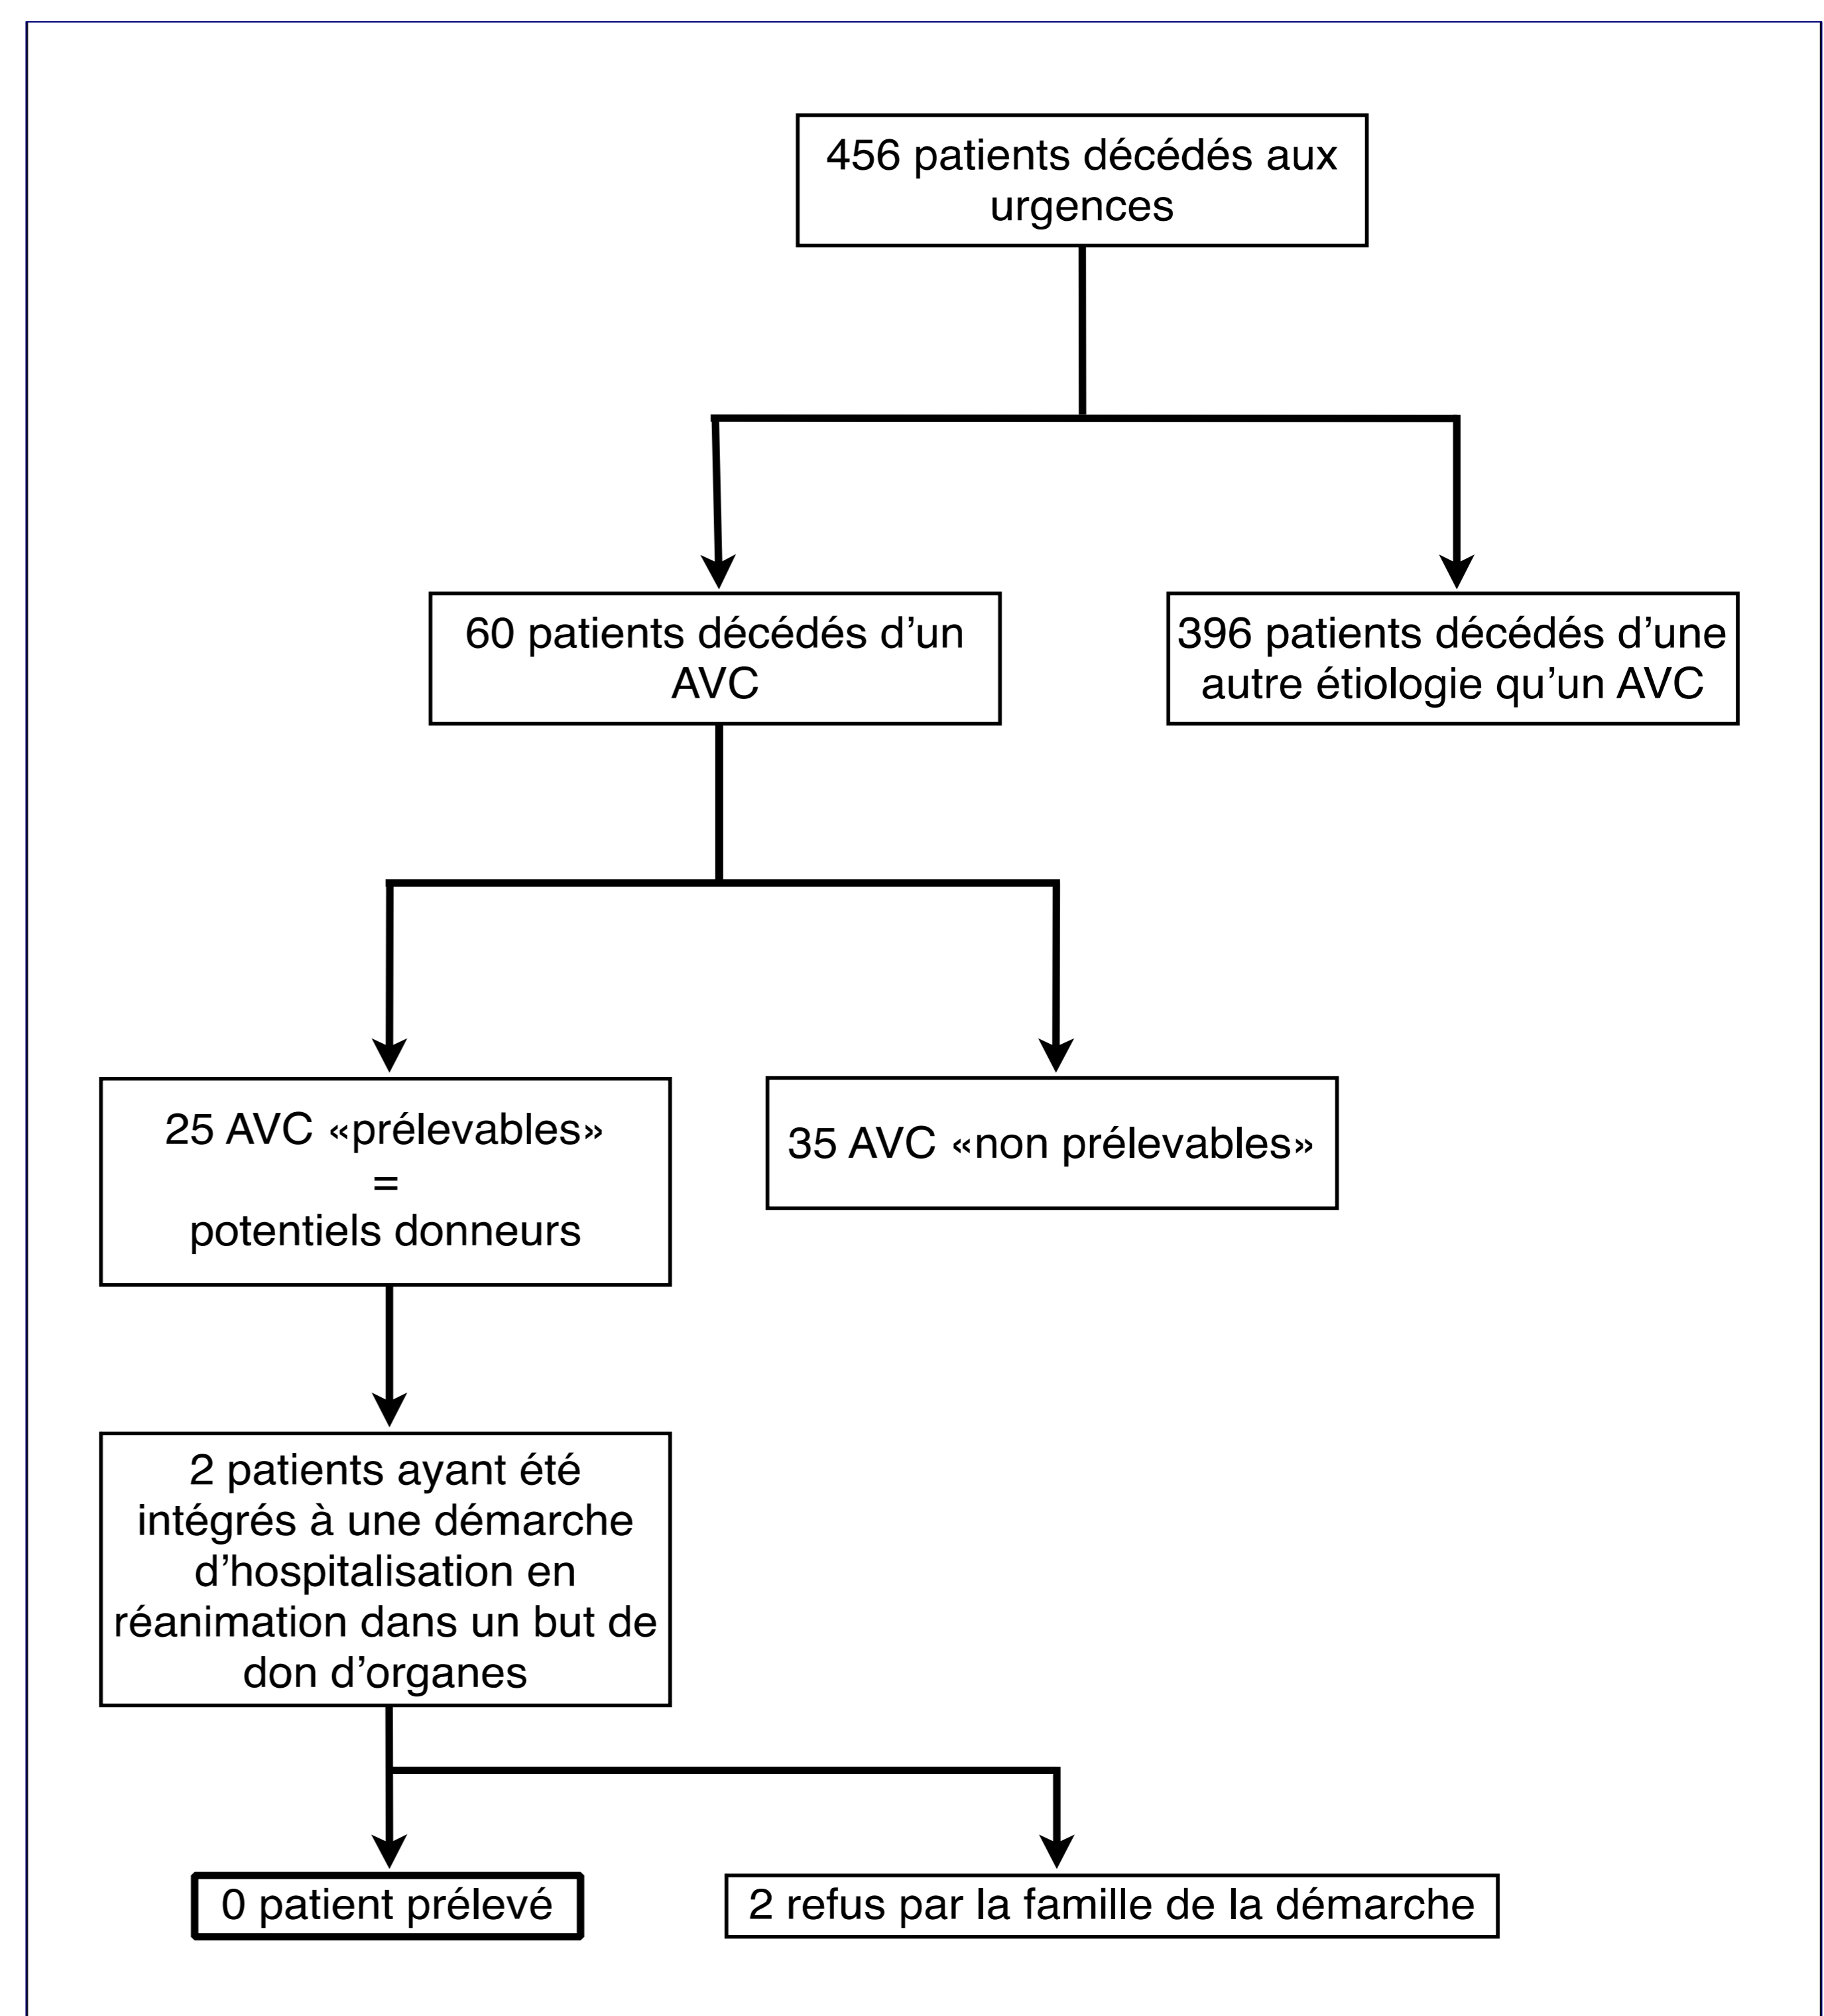 456 patients décédés aux
urgences
60 patients décédés d’un
AVC
396 patients décédés d’une
autre étiologie qu’un AVC
25 AVC «prélevables»
=
potentiels donneurs
35 AVC «non prélevables»
2 patients ayant été
intégrés à une démarche
d’hospitalisation en
réanimation dans un but de
don d’organes
0 patient prélevé
2 refus par la famille de la démarche